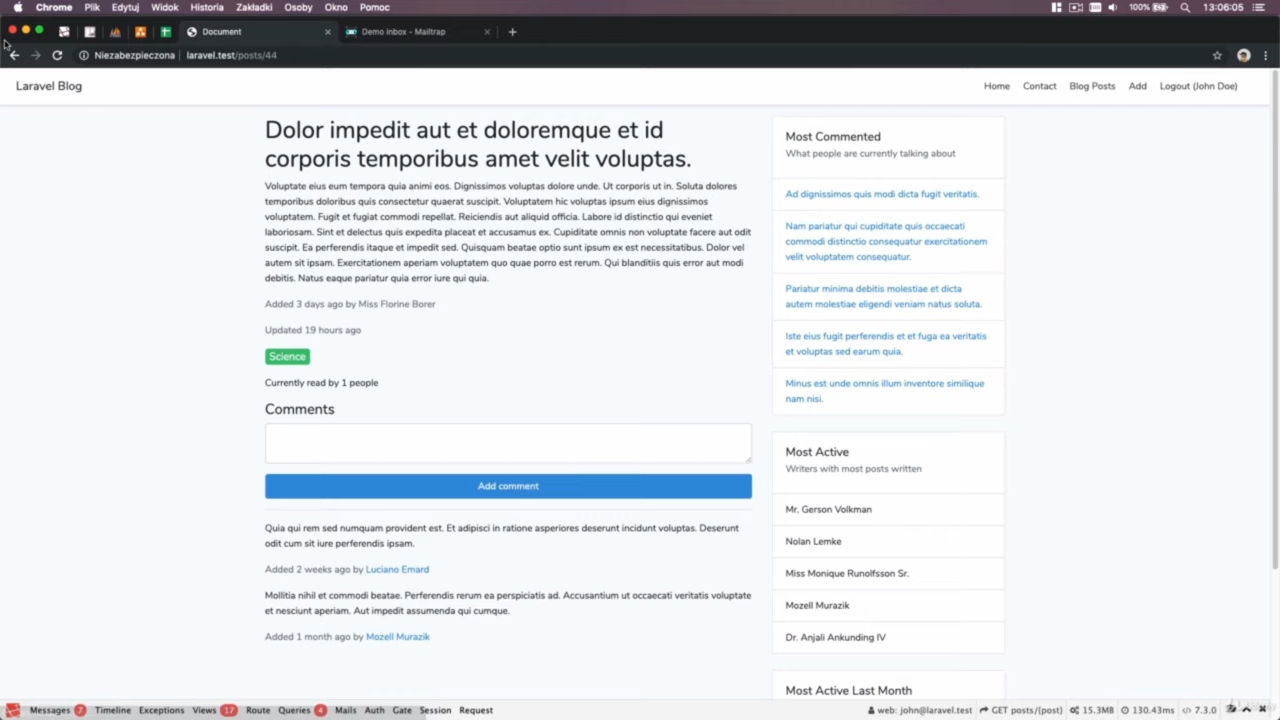 Chrome Plik Edytuj Widok Historia Zakładki Osoby Okno Pomoc 100% 13:06:05
Document Demo inbox - Mailtrap
Niezabezpieczona laravel.test/posts/44
Laravel Blog Home Contact Blog Posts Add Logout (John Doe)
Dolor impedit aut et doloremque et id
corporis temporibus amet velit voluptas.
Voluptate eius eum tempora quia animi eos. Dignissimos voluptas dolore unde. Ut corporis ut in. Soluta dolores
temporibus doloribus quis consectetur quaerat suscipit. Voluptatem hic voluptas ipsum eius dignissimos
voluptatem. Fugit et fugiat commodi repellat. Reiciendis aut aliquid officia. Labore id distinctio qui eveniet
laboriosam. Sint et delectus quis expedita placeat et accusamus ex. Cupiditate omnis non voluptate facere aut odit
suscipit. Ea perferendis itaque et impedit sed. Quisquam beatae optio sunt ipsum ex est necessitatibus. Dolor vel
autem sit ipsam. Exercitationem aperiam voluptatem quo quae porro est rerum. Qui blanditiis quis error aut modi
debitis. Natus eaque pariatur quia error iure qui quia.
Added 3 days ago by Miss Florine Borer
Updated 19 hours ago
Science
Currently read by 1 people
Comments
Add comment
Quia qui rem sed numquam provident est. Et adipisci in ratione asperiores deserunt incidunt voluptas. Deserunt
odit cum sit iure perferendis ipsam.
Added 2 weeks ago by Luciano Emard
Mollitia nihil et commodi beatae. Perferendis rerum ea perspiciatis ad. Accusantium ut occaecati veritatis voluptate
et nesciunt aperiam. Aut impedit assumenda qui cumque.
Added 1 month ago by Mozell Murazik
Most Commented
What people are currently talking about
Ad dignissimos quis modi dicta fugit veritatis.
Nam pariatur qui cupiditate quis occaecati
commodi distinctio consequatur exercitationem
velit voluptatem consequatur.
Pariatur minima debitis molestiae et dicta
autem molestiae eligendi veniam natus soluta.
Iste eius fugit perferendis et et fuga ea veritatis
et voluptas sed earum quia.
Minus est unde omnis illum inventore similique
nam nisi.
Most Active
Writers with most posts written
Mr. Gerson Volkman
Nolan Lemke
Miss Monique Runolfsson Sr.
Mozell Murazik
Dr. Anjali Ankunding IV
Most Active Last Month
Messages 7 Timeline Exceptions Views 17 Route Queries 4 Mails Auth Gate Session Request web: john@laravel.test GET posts/{post} 15.3MB 130.43ms 7.3.0